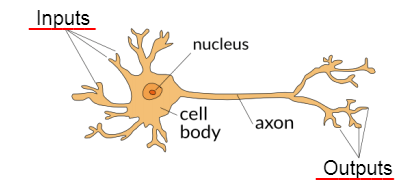 Inputs
nucleus
cell
body
axon
Outputs